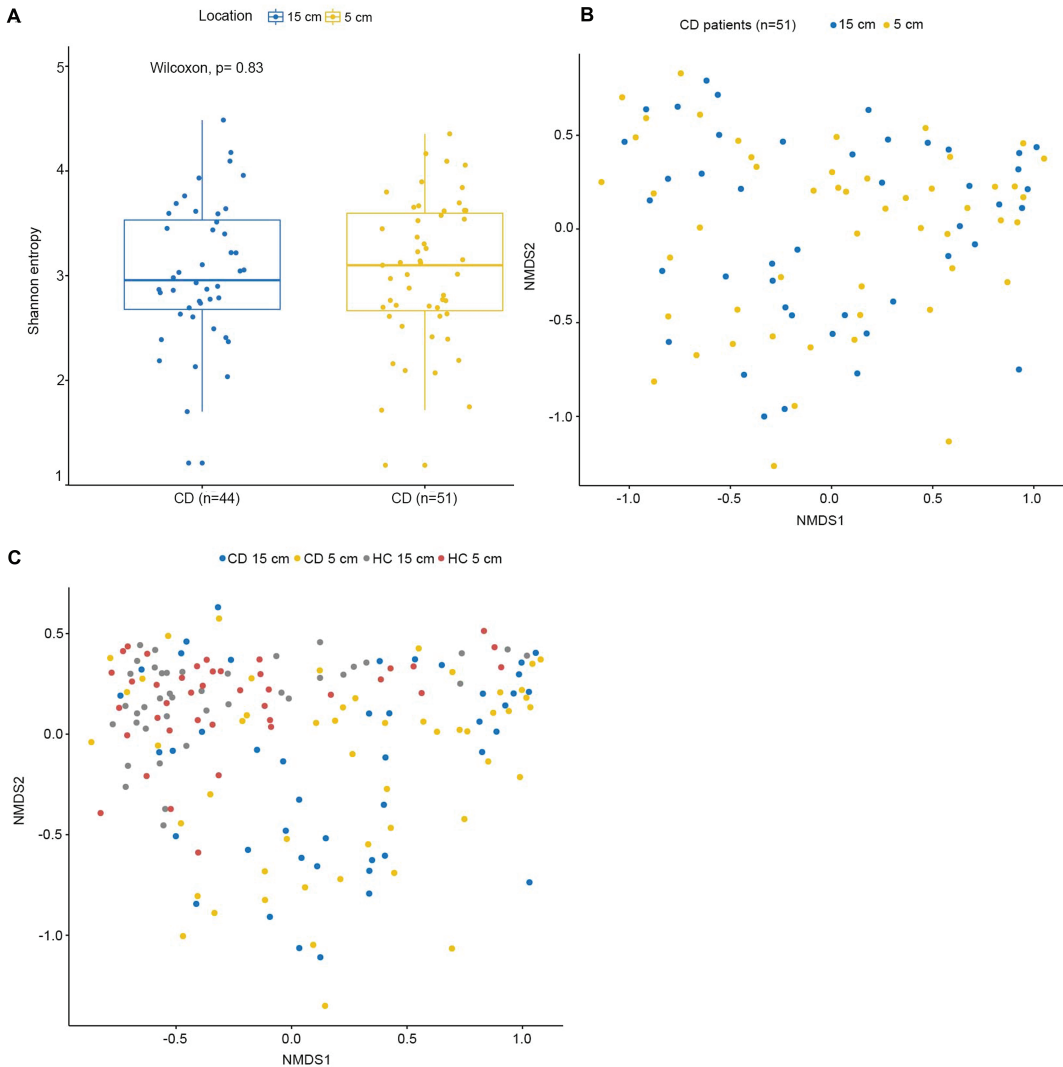 A
Location 15 cm 5 cm
Wilcoxon, p= 0.83
Shannon entropy
5
4
3
2
1
CD (n=44) CD (n=51)
B
CD patients (n=51) 15 cm 5 cm
NMDS2
0.5
0.0
-0.5
-1.0
-1.0 -0.5 0.0 0.5 1.0
NMDS1
C
CD 15 cm CD 5 cm HC 15 cm HC 5 cm
NMDS2
0.5
0.0
-0.5
-1.0
-0.5 0.0 0.5 1.0
NMDS1